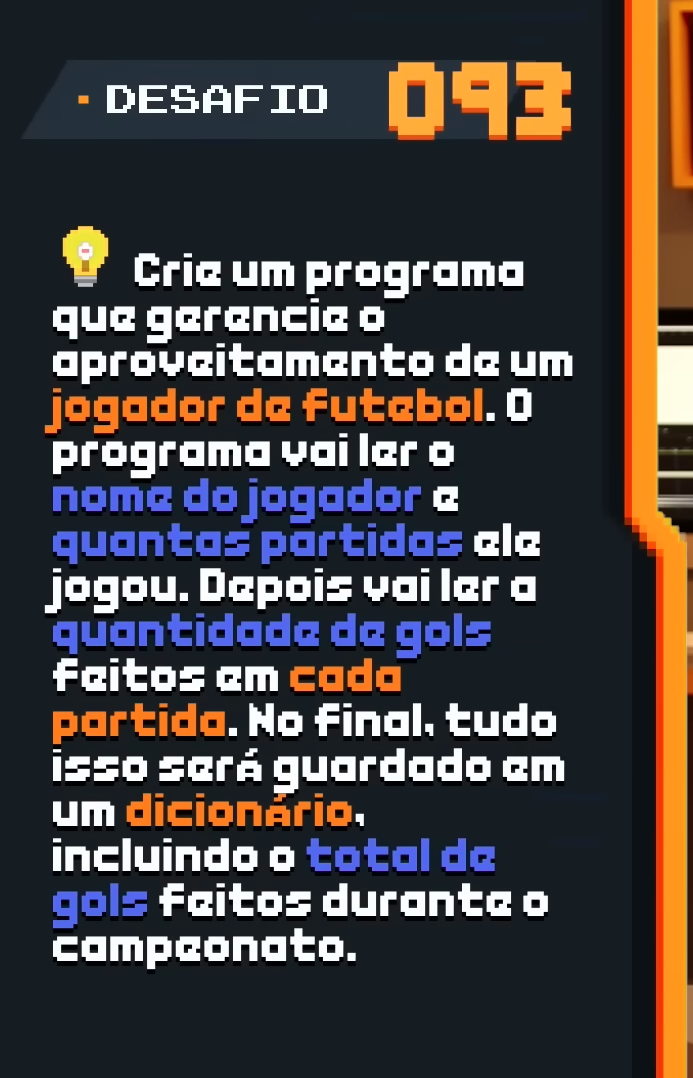 DESAFIO 093
Crie um programa
que gerencie o
aproveitamento de um
jogador de futebol. O
programa vai ler o
nome do jogador e
quantas partidas ele
jogou. Depois vai ler a
quantidade de gols
feitos em cada
partida. No final, tudo
isso será guardado em
um dicionário,
incluindo o total de
gols feitos durante o
campeonato.